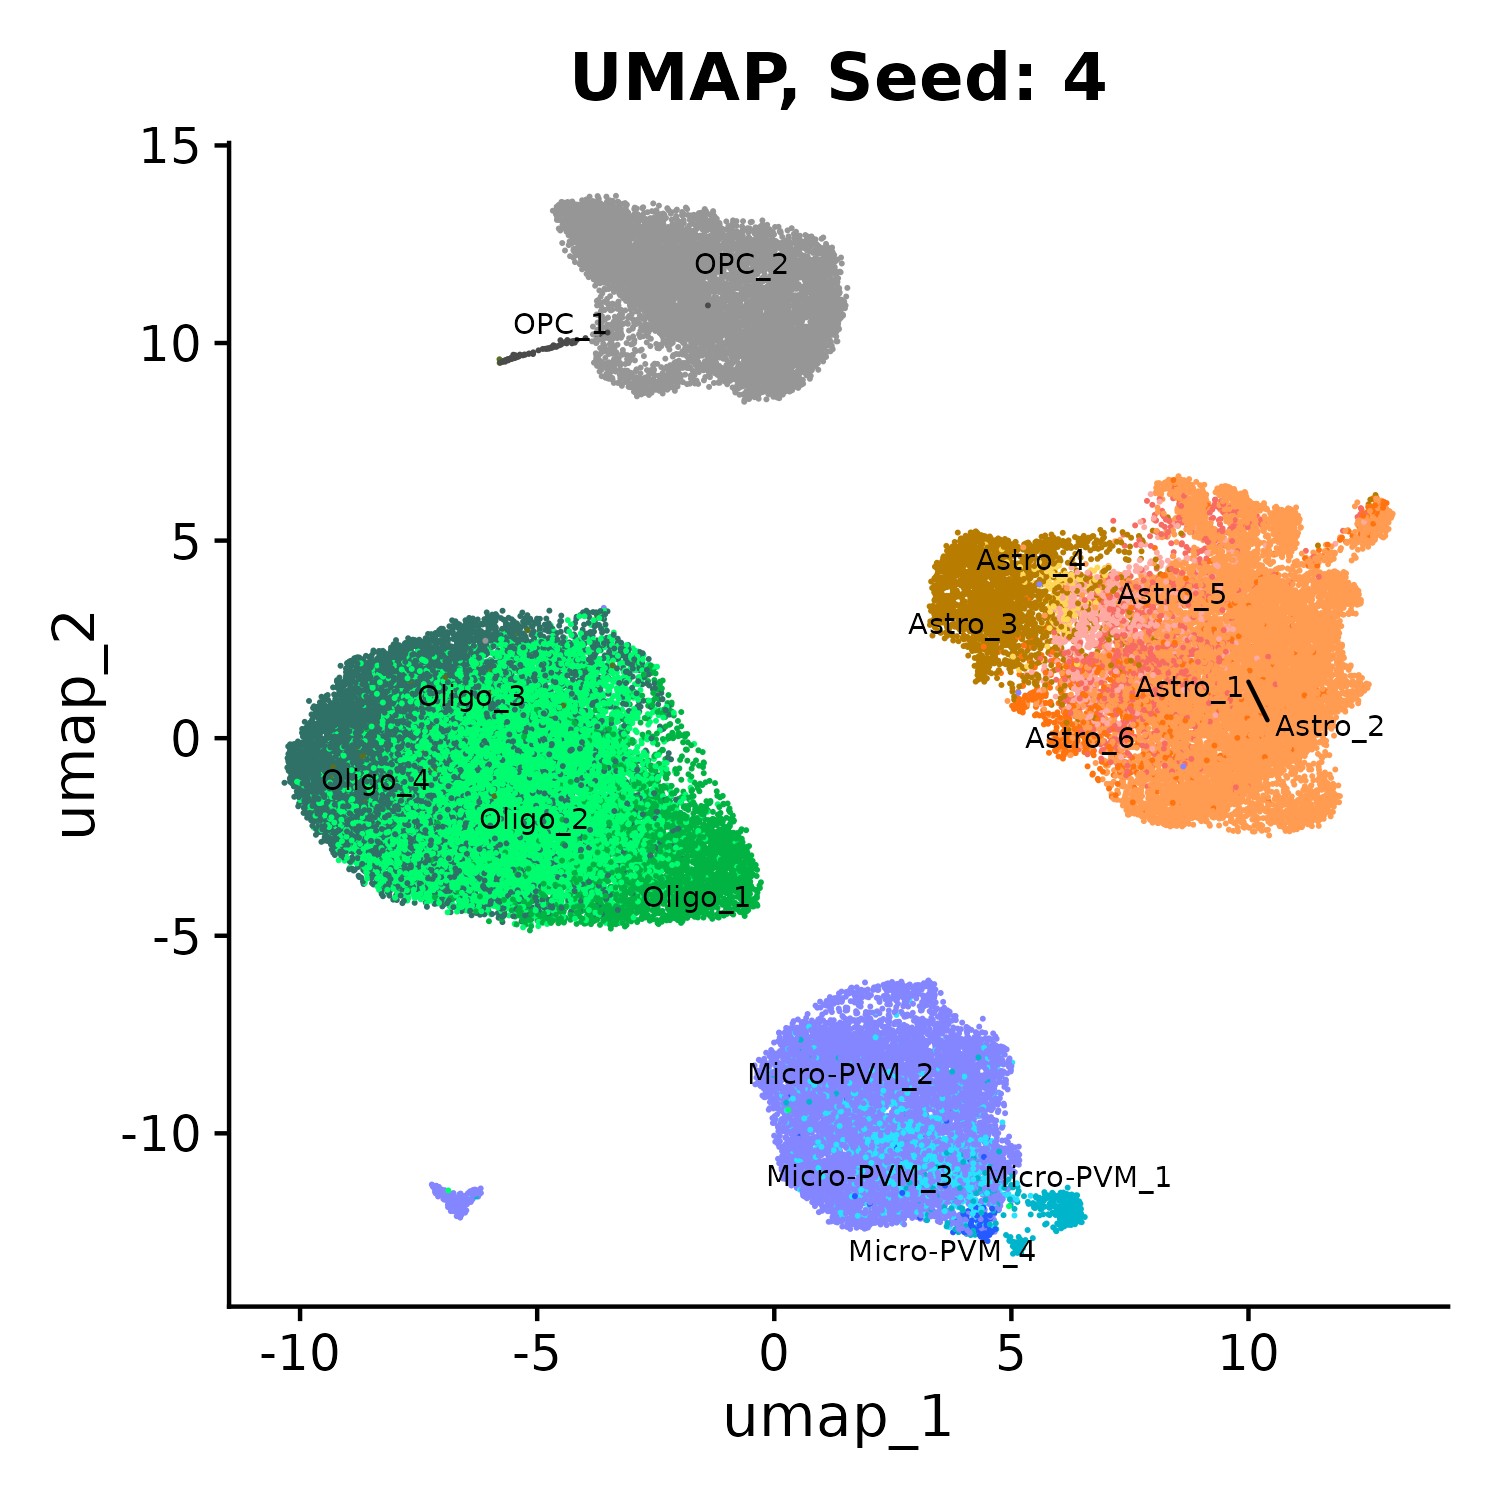 UMAP, Seed: 4
15
10
5
0
-5
-10
umap_2
OPC_2
OPC_1
Astro_4
Astro_5
Astro_3
Astro_1
Astro_2
Astro_6
Oligo_3
Oligo_4
Oligo_2
Oligo_1
Micro-PVM_2
Micro-PVM_3
Micro-PVM_1
Micro-PVM_4
-10
-5
0
5
10
umap_1